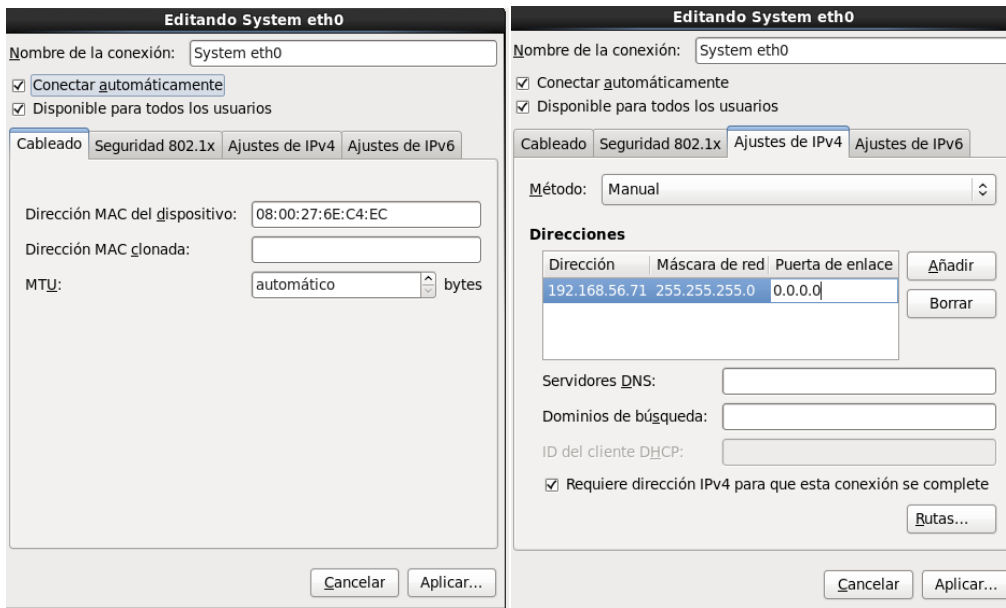 Editando System eth0
Nombre de la conexión: System eth0
Conectar automáticamente
Disponible para todos los usuarios
Cableado Seguridad 802.1x Ajustes de IPv4 Ajustes de IPv6
Dirección MAC del dispositivo: 08:00:27:6E:C4:EC
Dirección MAC clonada:
MTU: automático bytes
Cancelar Aplicar...
Editando System eth0
Nombre de la conexión: System eth0
Conectar automáticamente
Disponible para todos los usuarios
Cableado Seguridad 802.1x Ajustes de IPv4 Ajustes de IPv6
Método: Manual
Direcciones
Dirección Máscara de red Puerta de enlace Añadir
192.168.56.71 255.255.255.0 0.0.0.0
Borrar
Servidores DNS:
Dominios de búsqueda:
ID del cliente DHCP:
Requiere dirección IPv4 para que esta conexión se complete
Rutas...
Cancelar Aplicar...